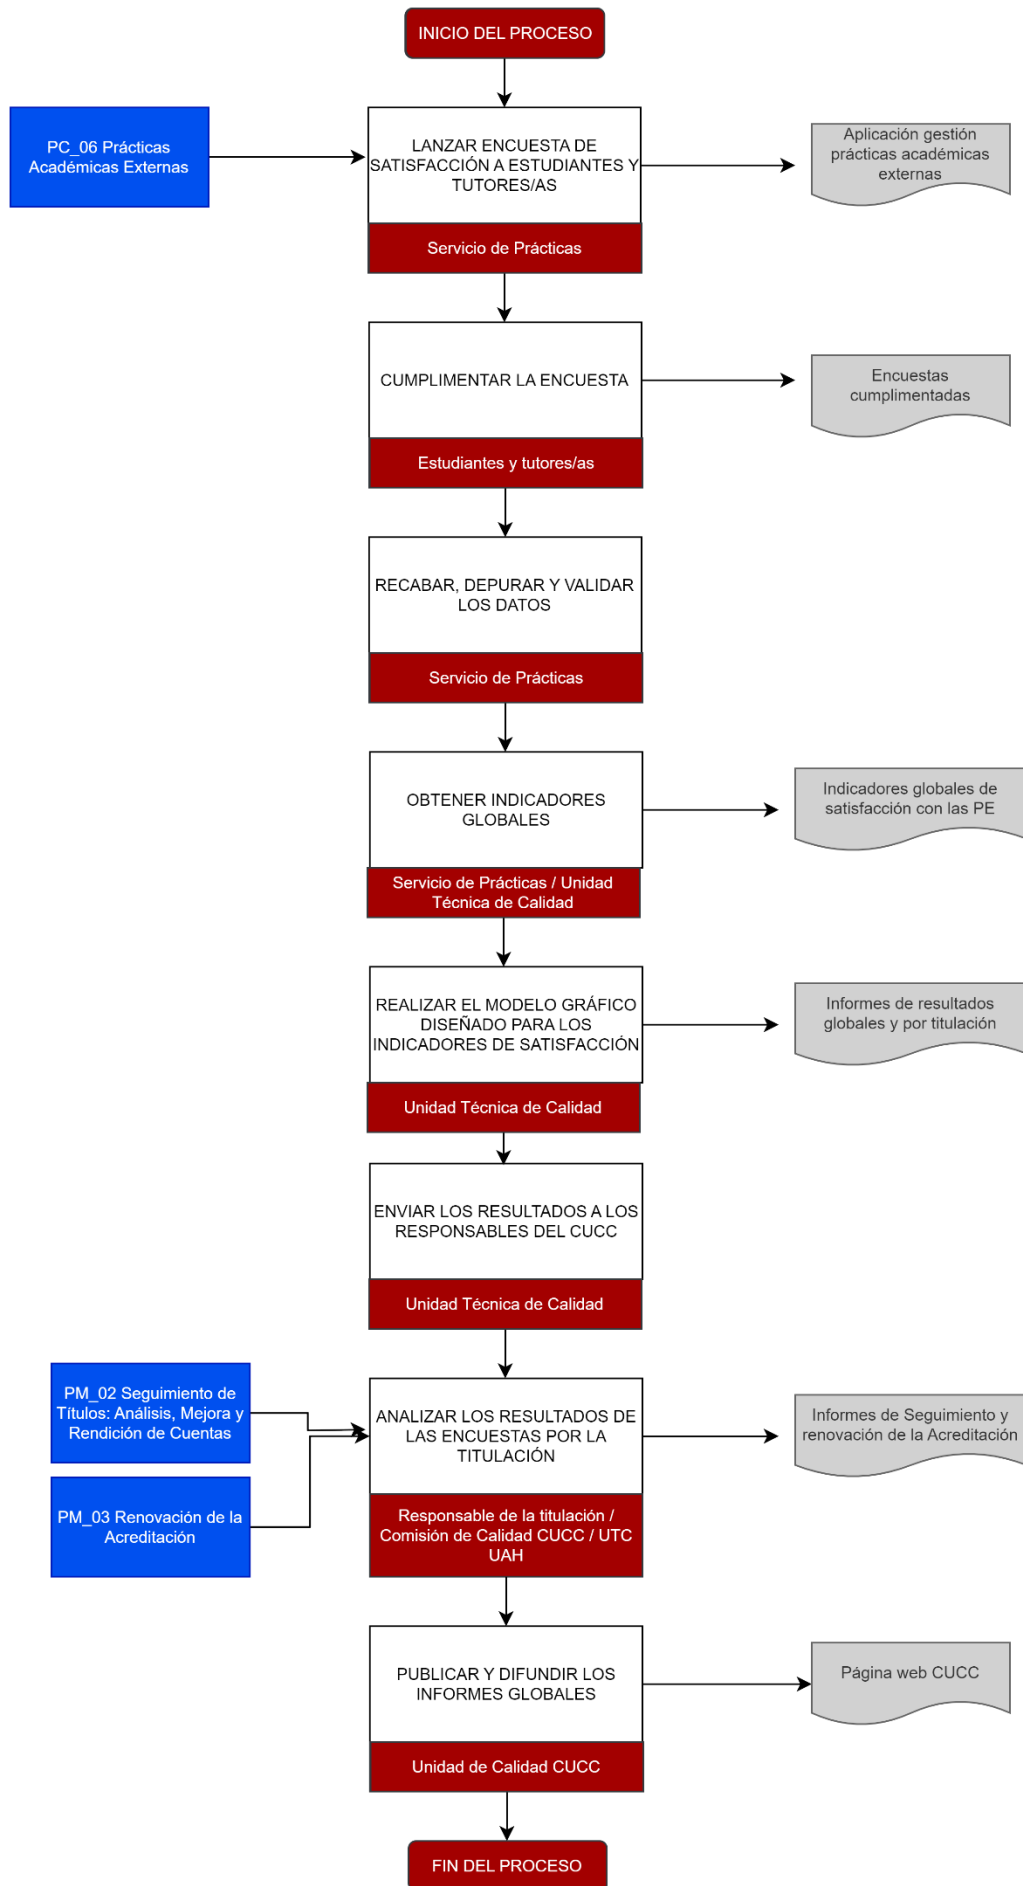 INICIO DEL PROCESO
PC_06 Prácticas
Académicas Externas
LANZAR ENCUESTA DE
SATISFACCIÓN A ESTUDIANTES Y
TUTORES/AS
Servicio de Prácticas
Aplicación gestión
prácticas académicas
externas
CUMPLIMENTAR LA ENCUESTA
Estudiantes y tutores/as
Encuestas
cumplimentadas
RECABAR, DEPURAR Y VALIDAR
LOS DATOS
Servicio de Prácticas
OBTENER INDICADORES
GLOBALES
Servicio de Prácticas / Unidad
Técnica de Calidad
Indicadores globales de
satisfacción con las PE
REALIZAR EL MODELO GRÁFICO
DISEÑADO PARA LOS
INDICADORES DE SATISFACCIÓN
Unidad Técnica de Calidad
Informes de resultados
globales y por titulación
ENVIAR LOS RESULTADOS A LOS
RESPONSABLES DEL CUCC
Unidad Técnica de Calidad
PM_02 Seguimiento de
Títulos: Análisis, Mejora y
Rendición de Cuentas
PM_03 Renovación de la
Acreditación
ANALIZAR LOS RESULTADOS DE
LAS ENCUESTAS POR LA
TITULACIÓN
Responsable de la titulación /
Comisión de Calidad CUCC / UTC
UAH
Informes de Seguimiento y
renovación de la Acreditación
PUBLICAR Y DIFUNDIR LOS
INFORMES GLOBALES
Unidad de Calidad CUCC
Página web CUCC
FIN DEL PROCESO